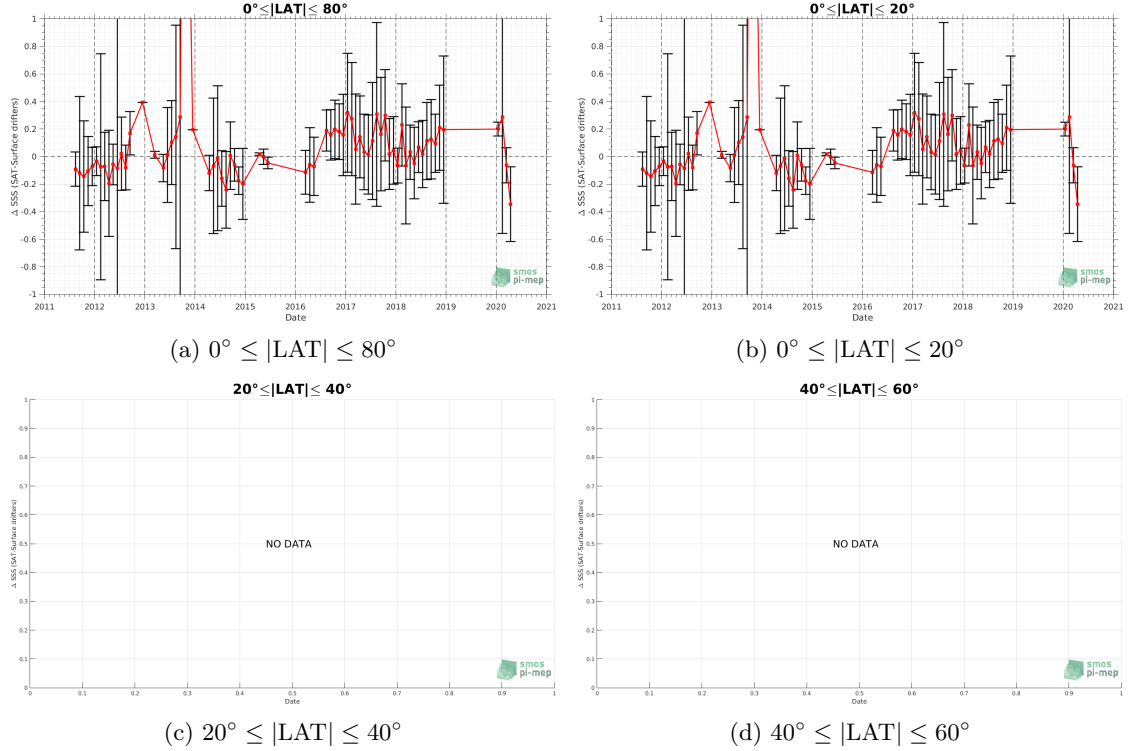 0°≤|LAT|≤ 80°
1
0.8
0.6
0.4
0.2
0
-0.2
-0.4
-0.6
-0.8
-1
Δ SSS (SAT-Surface drifters)
2011 2012 2013 2014 2015 2016 2017 2018 2019 2020 2021
Date
smos
pi-mep
(a) 0° ≤ |LAT| ≤ 80°
0°≤|LAT|≤ 20°
1
0.8
0.6
0.4
0.2
0
-0.2
-0.4
-0.6
-0.8
-1
Δ SSS (SAT-Surface drifters)
2011 2012 2013 2014 2015 2016 2017 2018 2019 2020 2021
Date
smos
pi-mep
(b) 0° ≤ |LAT| ≤ 20°
20°≤|LAT|≤ 40°
1
0.9
0.8
0.7
0.6
0.5
0.4
0.3
0.2
0.1
0
Δ SSS (SAT-Surface drifters)
NO DATA
0 0.1 0.2 0.3 0.4 0.5 0.6 0.7 0.8 0.9 1
Date
smos
pi-mep
(c) 20° ≤ |LAT| ≤ 40°
40°≤|LAT|≤ 60°
1
0.9
0.8
0.7
0.6
0.5
0.4
0.3
0.2
0.1
0
Δ SSS (SAT-Surface drifters)
NO DATA
0 0.1 0.2 0.3 0.4 0.5 0.6 0.7 0.8 0.9 1
Date
smos
pi-mep
(d) 40° ≤ |LAT| ≤ 60°